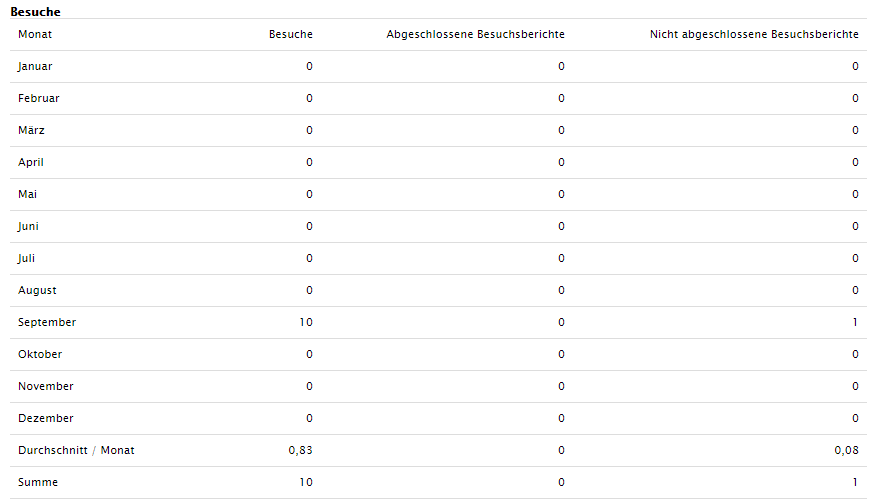 Besuche
Monat Besuche Abgeschlossene Besuchsberichte Nicht abgeschlossene Besuchsberichte
Januar 0 0 0
Februar 0 0 0
März 0 0 0
April 0 0 0
Mai 0 0 0
Juni 0 0 0
Juli 0 0 0
August 0 0 0
September 10 0 1
Oktober 0 0 0
November 0 0 0
Dezember 0 0 0
Durchschnitt / Monat 0,83 0 0,08
Summe 10 0 1